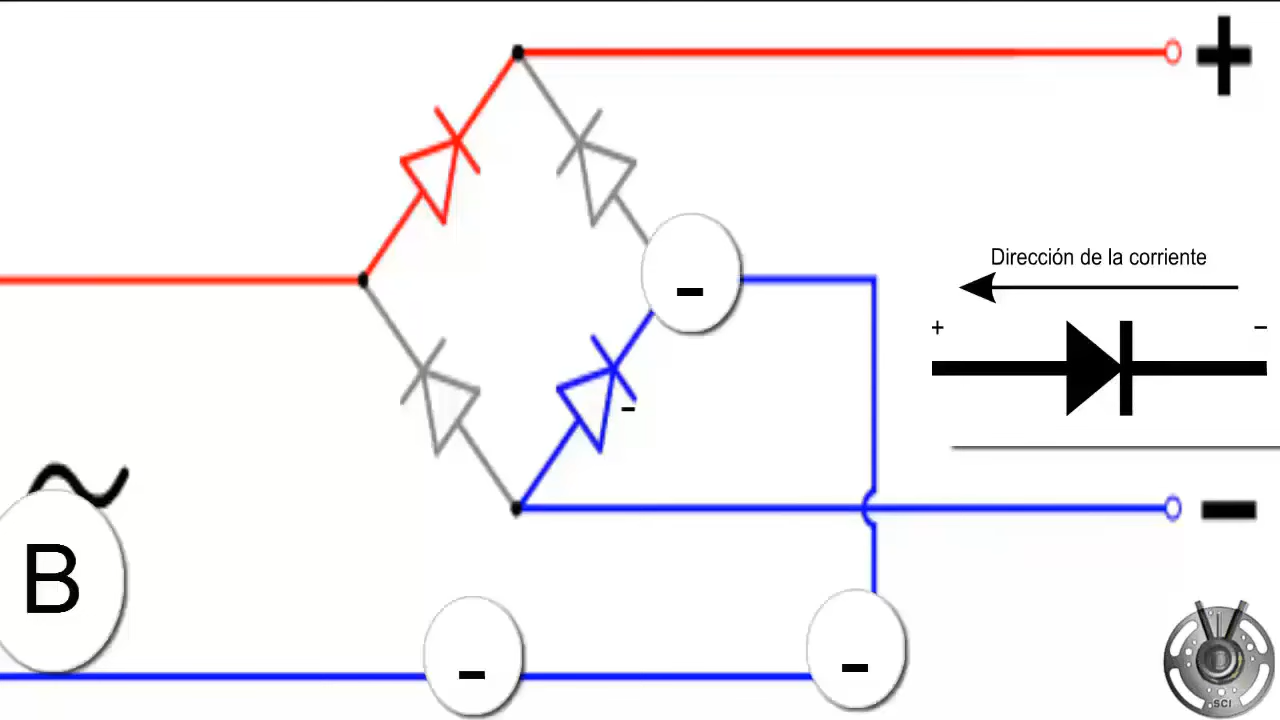 +
-
Dirección de la corriente
+ -
-
-
B
- -
SCI